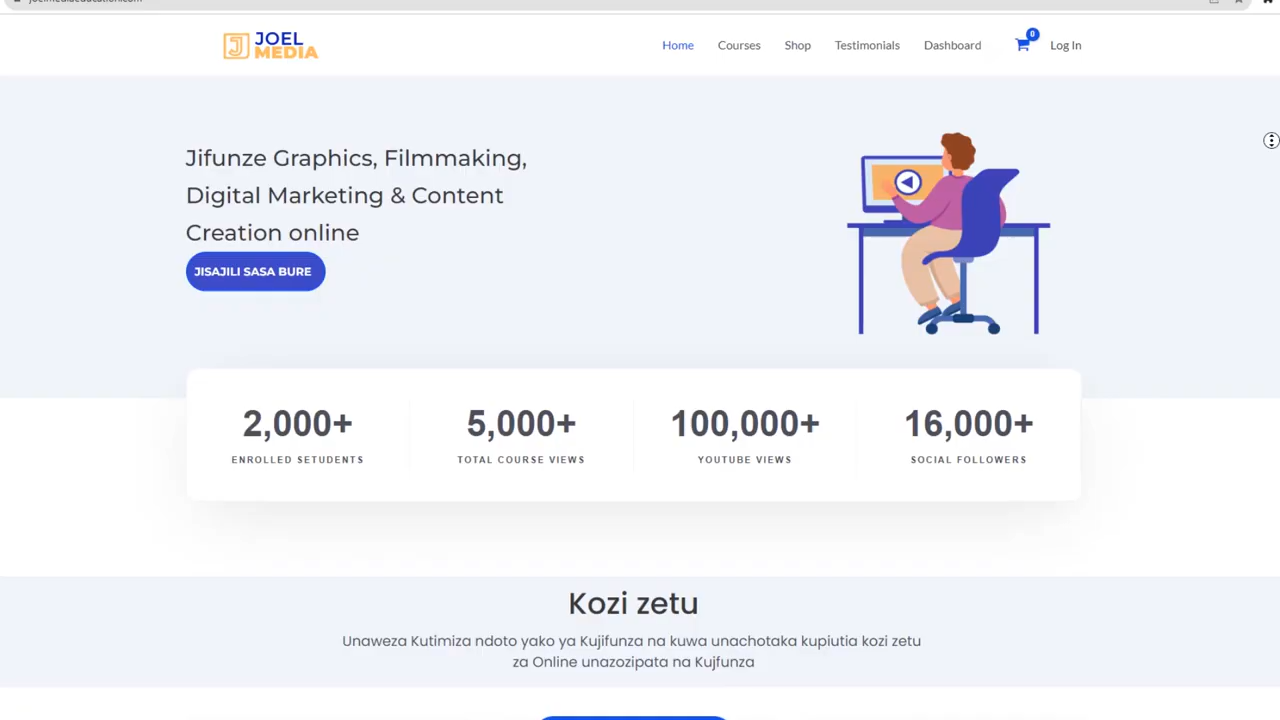 JOEL
MEDIA
Home
Courses
Shop
Testimonials
Dashboard
0
Log In
Jifunze Graphics, Filmmaking,
Digital Marketing & Content
Creation online
JISAJILI SASA BURE
2,000+
ENROLLED SETUDENTS
5,000+
TOTAL COURSE VIEWS
100,000+
YOUTUBE VIEWS
16,000+
SOCIAL FOLLOWERS
Kozi zetu
Unaweza Kutimiza ndoto yako ya Kujifunza na kuwa unachotaka kupiutia kozi zetu
za Online unazozipata na Kujfunza